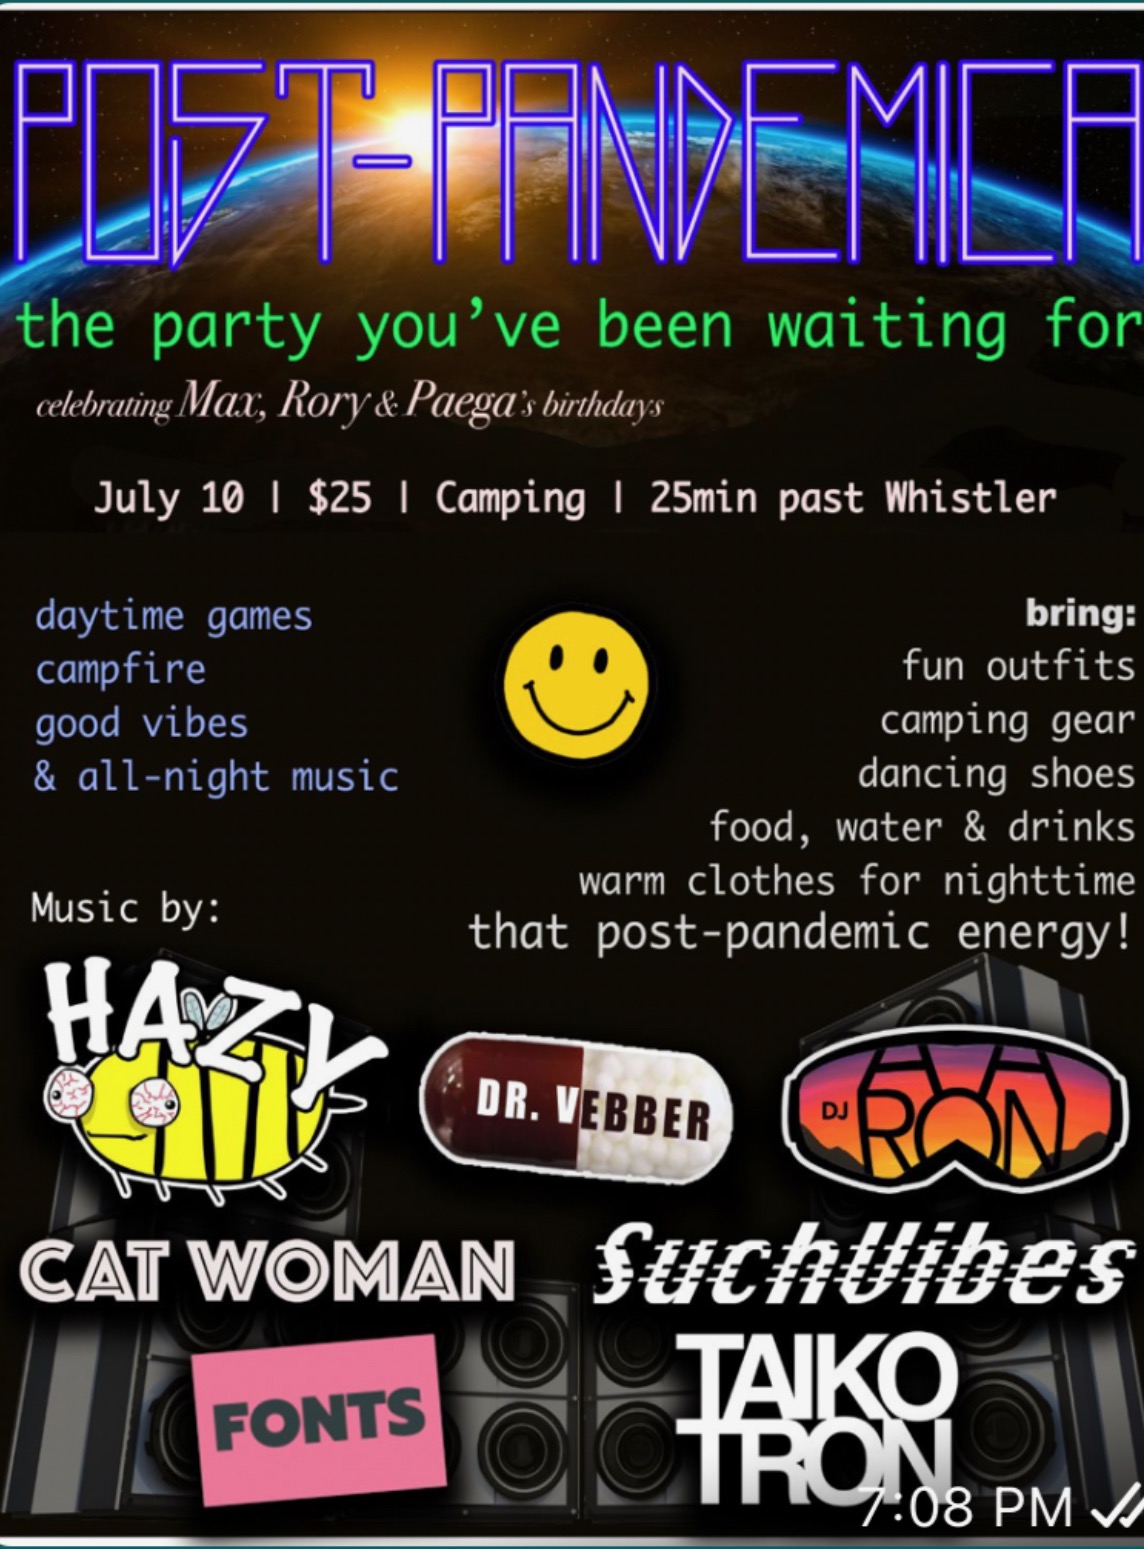 POST-PANDEMICA
the party you’ve been waiting for
celebrating Max, Rory & Paega’s birthdays
July 10 | $25 | Camping | 25min past Whistler
daytime games
campfire
good vibes
& all-night music
bring:
fun outfits
camping gear
dancing shoes
food, water & drinks
warm clothes for nighttime
that post-pandemic energy!
Music by:
HAZY
DR. VEBBER
DJ AA RON
CAT WOMAN
SuchVibes
FONTS
TAIKO
TRON
7:08 PM